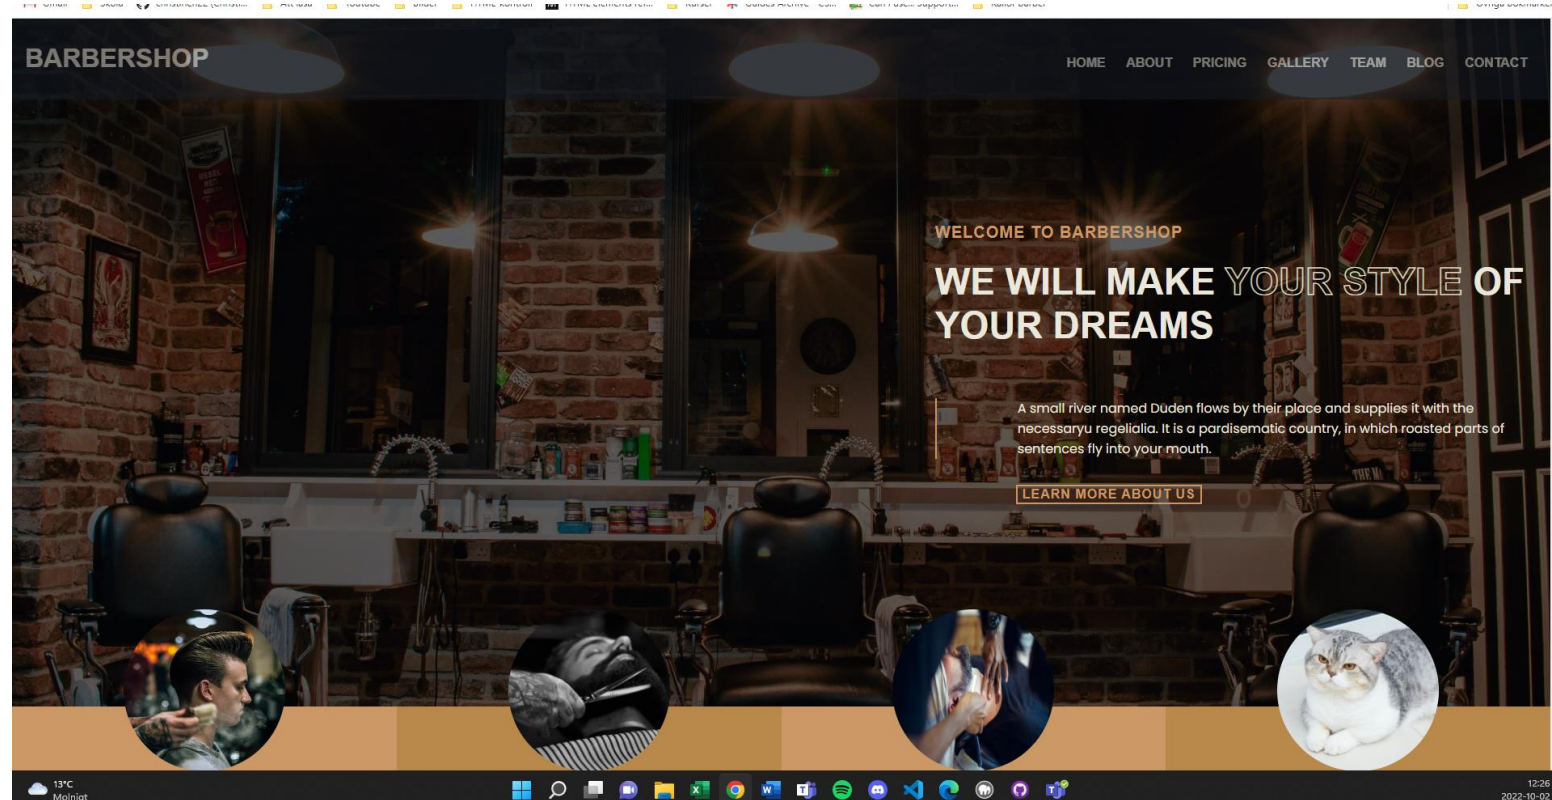 BARBERSHOP
HOME ABOUT PRICING GALLERY TEAM BLOG CONTACT
WELCOME TO BARBERSHOP
WE WILL MAKE YOUR STYLE OF
YOUR DREAMS
A small river named Düden flows by their place and supplies it with the
necessaryu regelialia. It is a pardisematic country, in which roasted parts of
sentences fly into your mouth.
THE MA
LEARN MORE ABOUT US
13°C
Molnigt
12:26
2022-10-02